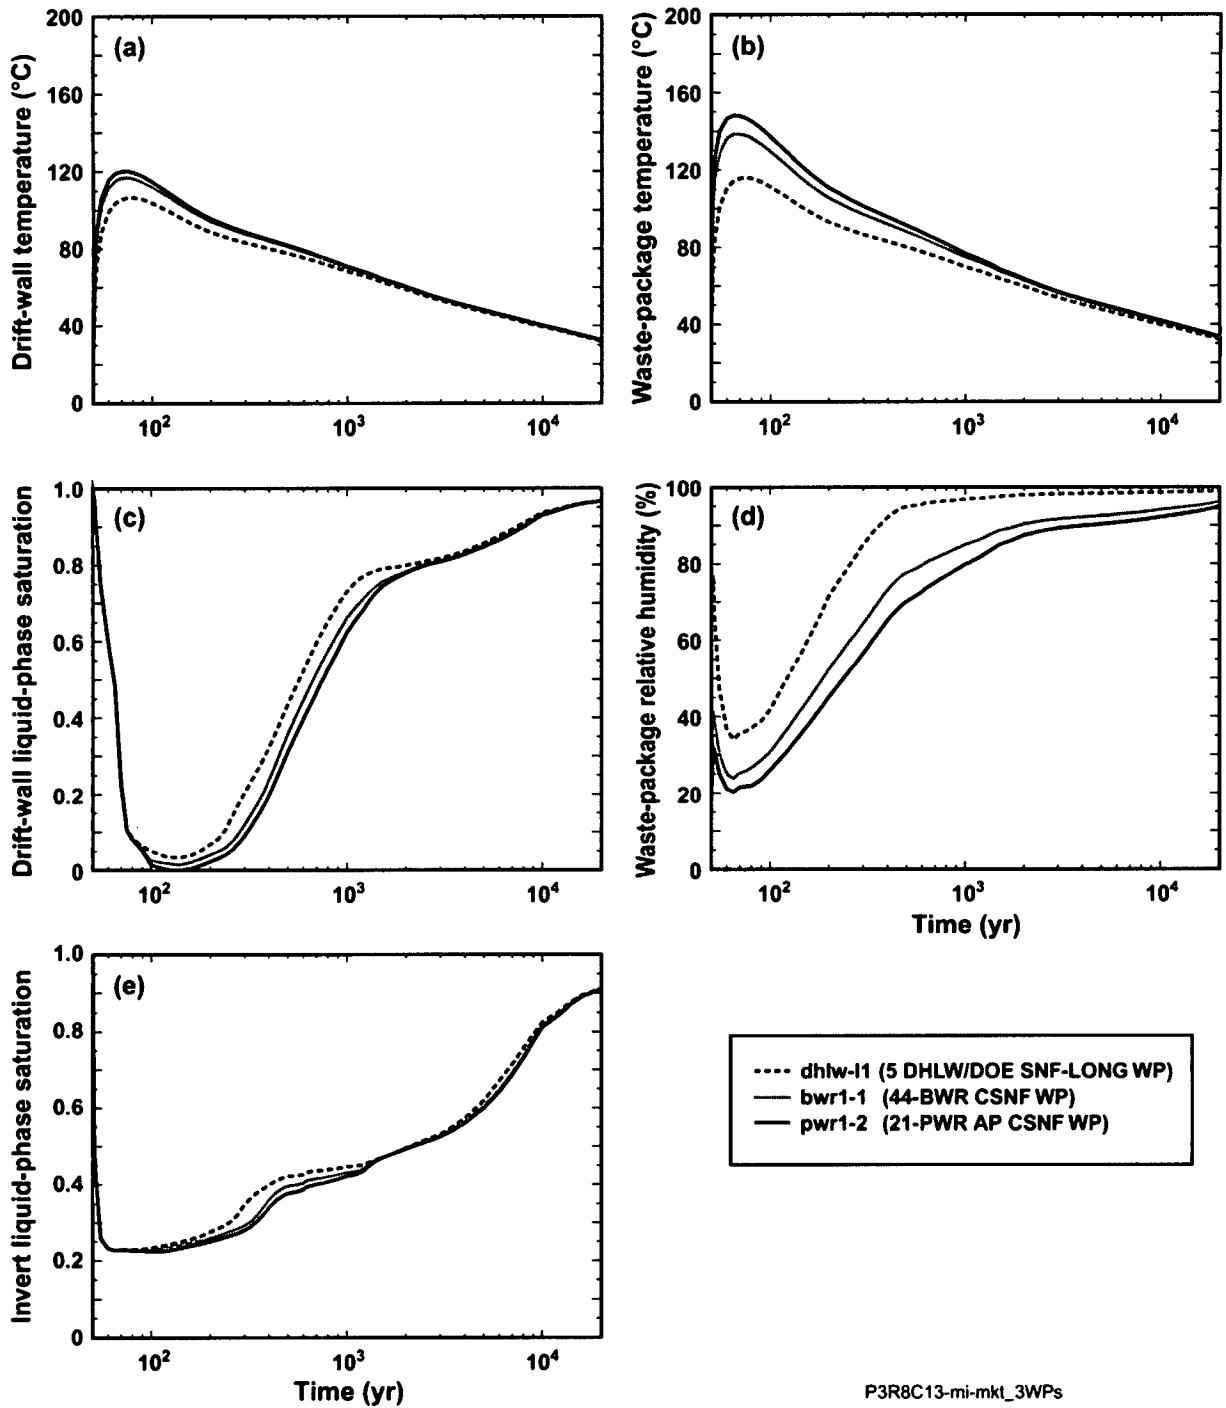 (a)
Drift-wall temperature (°C)
200
160
120
80
40
0
10²
10³
10⁴
(b)
Waste-package temperature (°C)
200
160
120
80
40
0
10²
10³
10⁴
(c)
Drift-wall liquid-phase saturation
1.0
0.8
0.6
0.4
0.2
0
10²
10³
10⁴
(d)
Waste-package relative humidity (%)
100
80
60
40
20
0
10²
10³
10⁴
Time (yr)
(e)
Invert liquid-phase saturation
1.0
0.8
0.6
0.4
0.2
0
10²
10³
10⁴
Time (yr)
dhlw-l1 (5 DHLW/DOE SNF-LONG WP)
bwr1-1 (44-BWR CSNF WP)
pwr1-2 (21-PWR AP CSNF WP)
P3R8C13-mi-mkt_3WPs